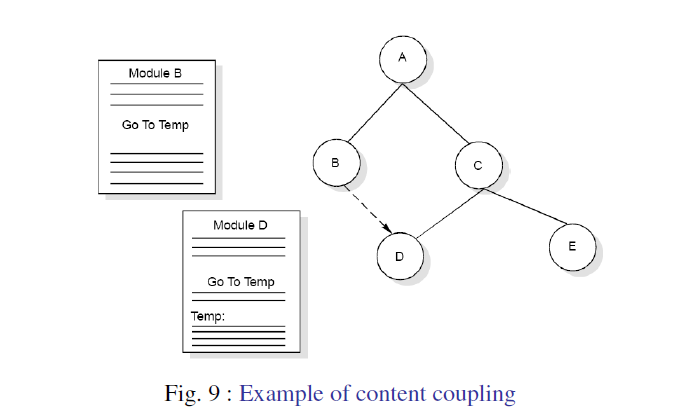 Module B
Go To Temp
Module D
Go To Temp
Temp:
A
B
C
D
E
Fig. 9 : Example of content coupling